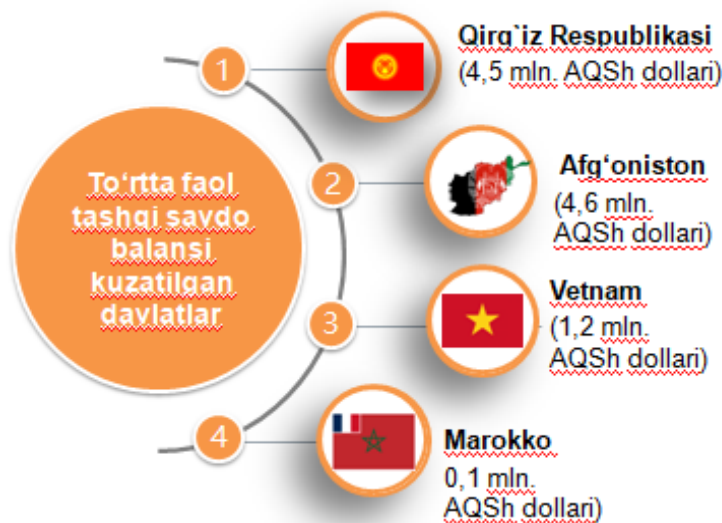 To‘rtta faol
tashqi savdo
balansi
kuzatilgan
davlatlar
1
Qirg`iz Respublikasi
(4,5 mln. AQSh dollari)
2
Afg‘oniston
(4,6 mln.
AQSh dollari)
3
Vetnam
(1,2 mln.
AQSh dollari)
4
Marokko
0,1 mln.
AQSh dollari)